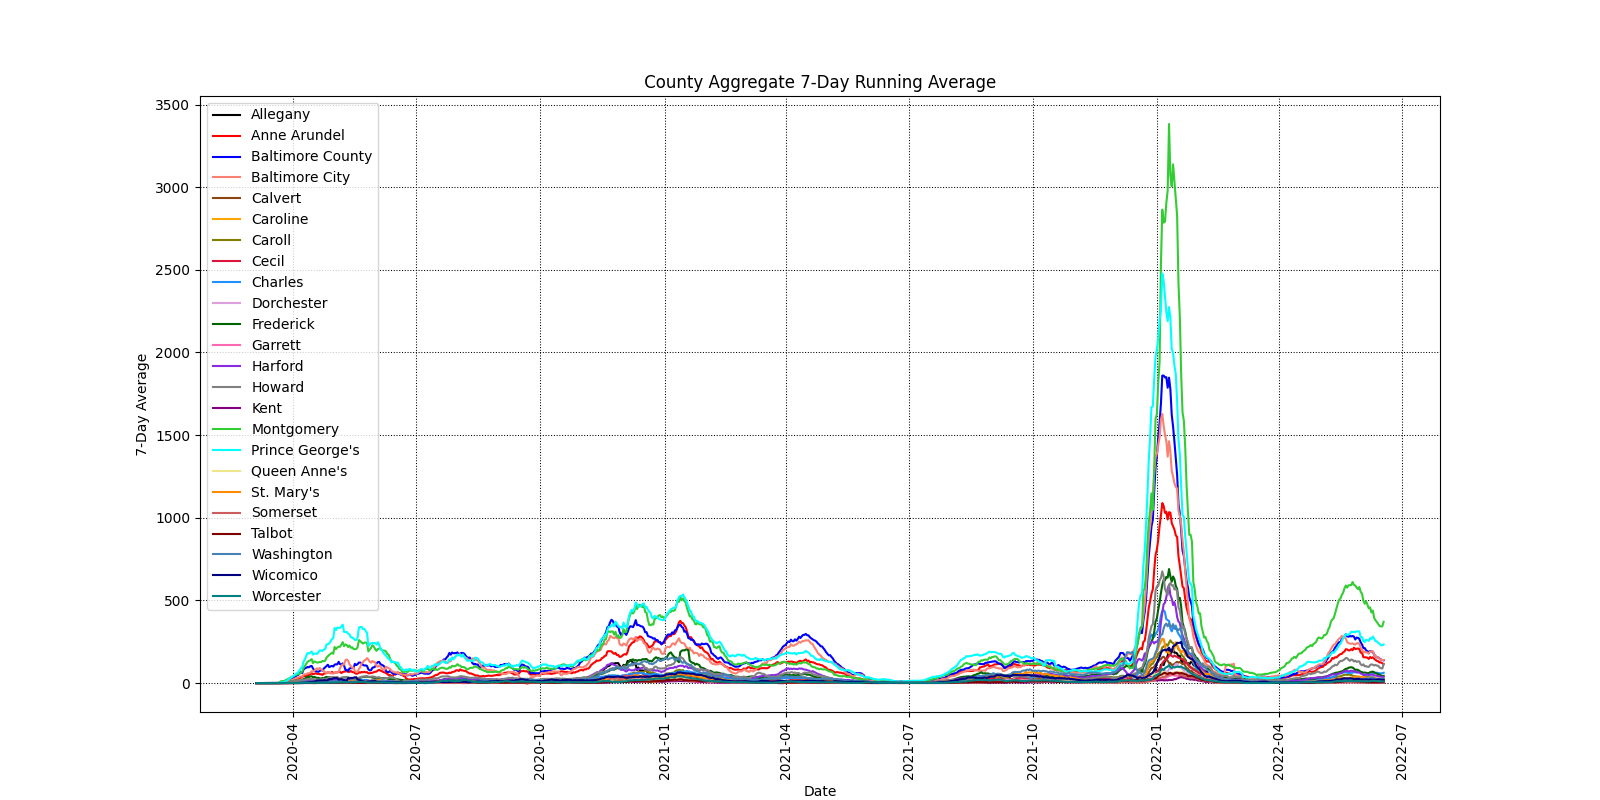 County Aggregate 7-Day Running Average
3500
3000
2500
2000
1500
1000
500
0
7-Day Average
Allegany
Anne Arundel
Baltimore County
Baltimore City
Calvert
Caroline
Caroll
Cecil
Charles
Dorchester
Frederick
Garrett
Harford
Howard
Kent
Montgomery
Prince George's
Queen Anne's
St. Mary's
Somerset
Talbot
Washington
Wicomico
Worcester
2020-04
2020-07
2020-10
2021-01
2021-04
2021-07
2021-10
2022-01
2022-04
2022-07
Date